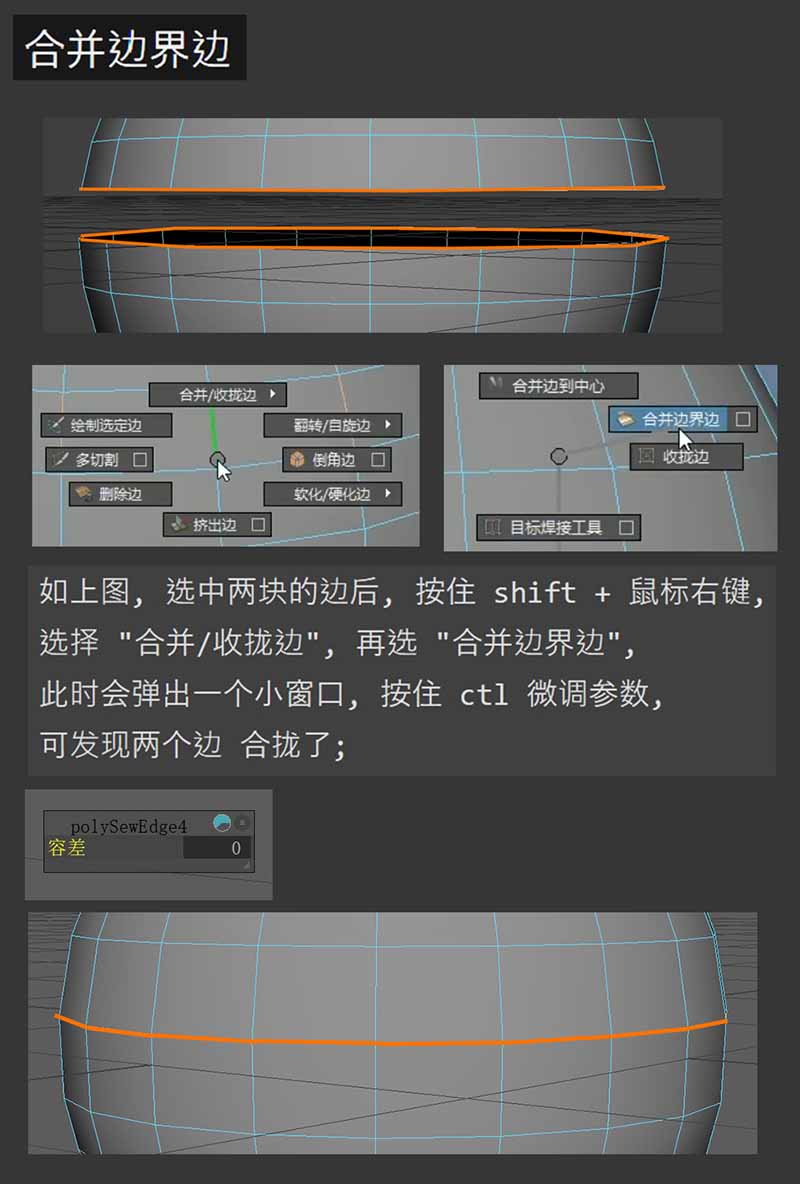 合并边界边
合并/收拢边
绘制选定边
翻转/自旋边
多切割
倒角边
删除边
软化/硬化边
挤出边
合并边到中心
合并边界边
收拢边
目标焊接工具
如上图, 选中两块的边后, 按住 shift + 鼠标右键,
选择 "合并/收拢边", 再选 "合并边界边",
此时会弹出一个小窗口, 按住 ctl 微调参数,
可发现两个边 合拢了;
polySewEdge4
容差 0